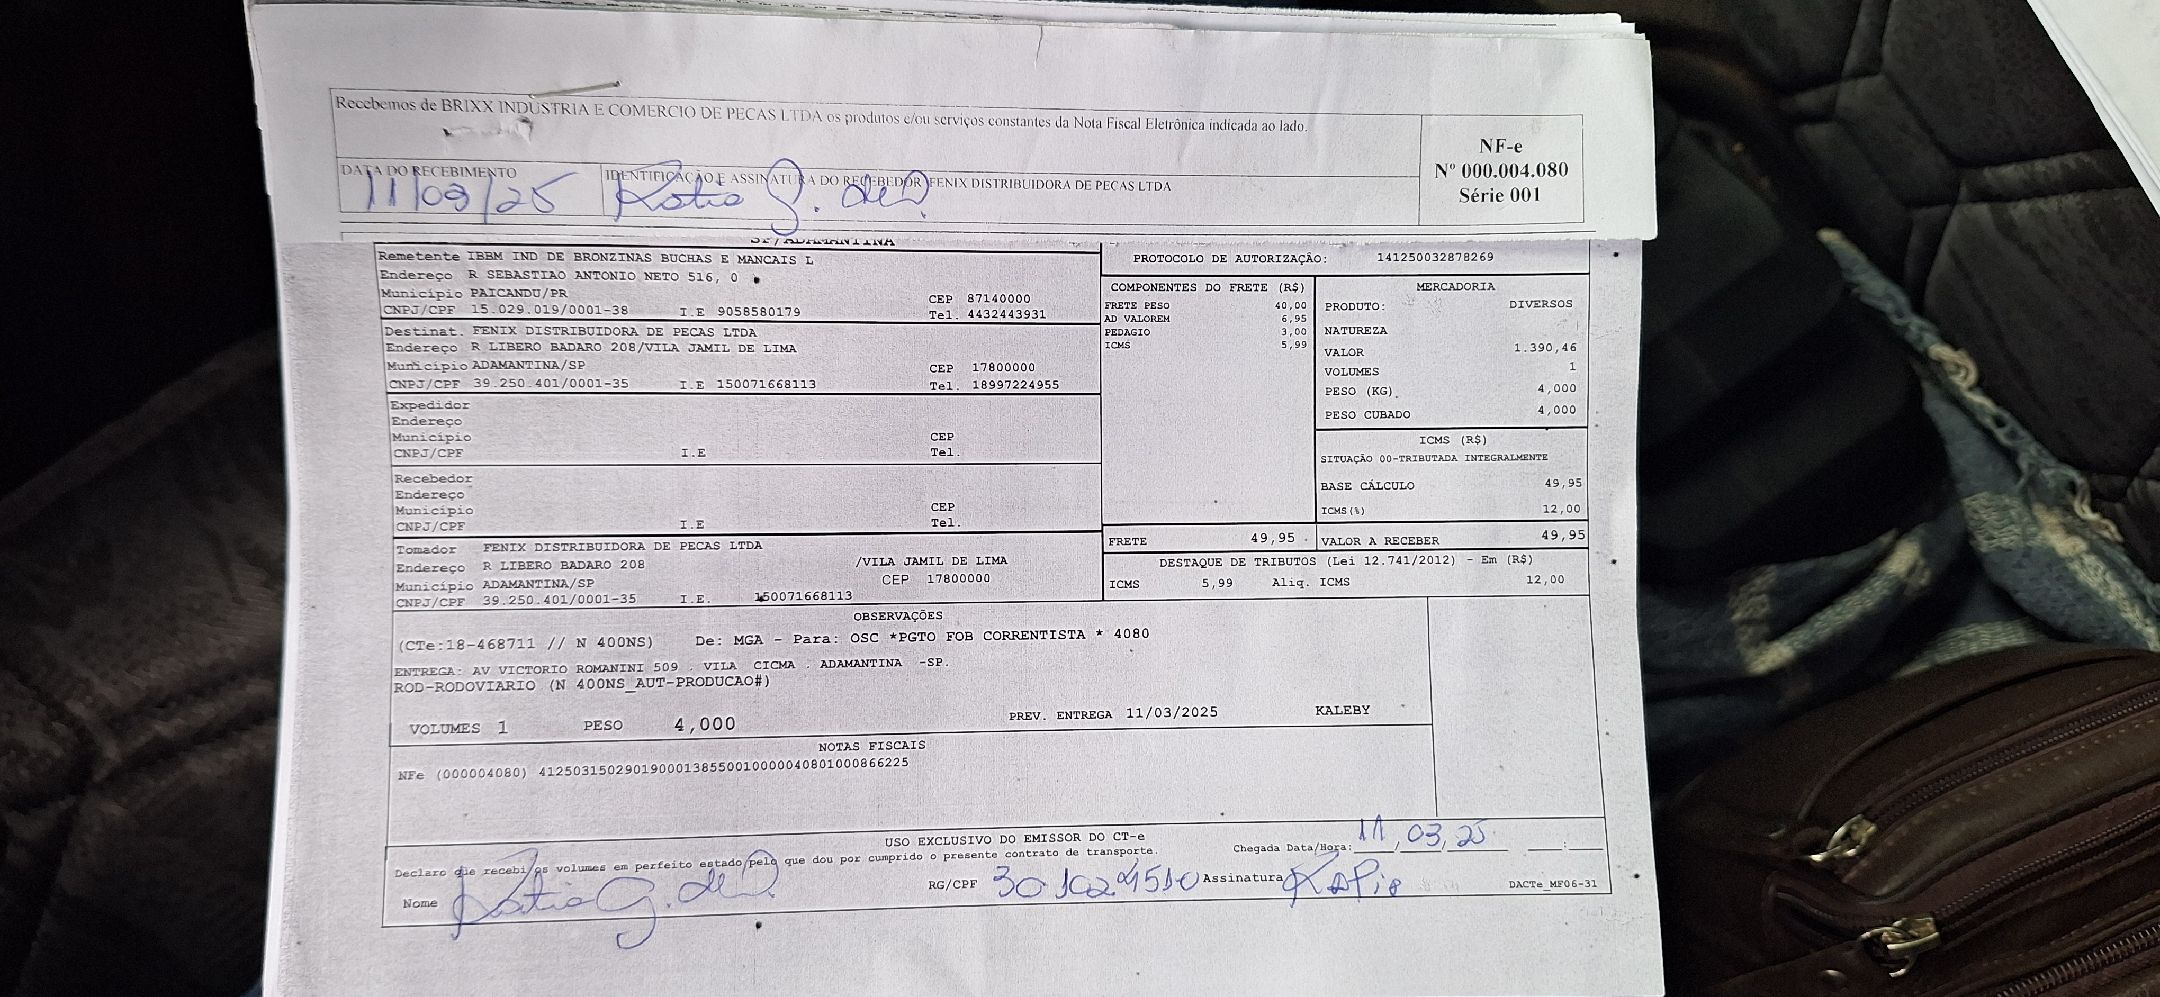 Recebemos de BRIXX INDUSTRIA E COMERCIO DE PECAS LTDA os produtos e/ou serviços constantes da Nota Fiscal Eletrônica indicada ao lado.
NF-e
Nº 000.004.080
Série 001
DATA DO RECEBIMENTO
11/03/25
IDENTIFICAÇÃO E ASSINATURA DO RECEBEDOR FENIX DISTRIBUIDORA DE PECAS LTDA
SP/ADAMANTINA
Remetente IBBM IND DE BRONZINAS BUCHAS E MANCAIS L
Endereço R SEBASTIAO ANTONIO NETO 516, 0
Município PAICANDU/PR CEP 87140000
CNPJ/CPF 15.029.019/0001-38 I.E 9058580179 Tel. 4432443931
Destinat. FENIX DISTRIBUIDORA DE PECAS LTDA
Endereço R LIBERO BADARO 208/VILA JAMIL DE LIMA
Município ADAMANTINA/SP CEP 17800000
CNPJ/CPF 39.250.401/0001-35 I.E 150071668113 Tel. 18997224955
Expedidor
Endereço
Município CEP
CNPJ/CPF I.E Tel.
Recebedor
Endereço
Município CEP
CNPJ/CPF I.E Tel.
Tomador FENIX DISTRIBUIDORA DE PECAS LTDA
Endereço R LIBERO BADARO 208 /VILA JAMIL DE LIMA
Município ADAMANTINA/SP CEP 17800000
CNPJ/CPF 39.250.401/0001-35 I.E. 150071668113
PROTOCOLO DE AUTORIZAÇÃO: 141250032878269
COMPONENTES DO FRETE (R$)
FRETE PESO 40,00
AD VALOREM 6,95
PEDAGIO 3,00
ICMS 5,99
MERCADORIA
PRODUTO: DIVERSOS
NATUREZA
VALOR 1.390,46
VOLUMES 1
PESO (KG). 4,000
PESO CUBADO 4,000
ICMS (R$)
SITUAÇÃO 00-TRIBUTADA INTEGRALMENTE
BASE CÁLCULO 49,95
ICMS(%) 12,00
FRETE 49,95
VALOR A RECEBER 49,95
DESTAQUE DE TRIBUTOS (Lei 12.741/2012) - Em (R$)
ICMS 5,99 Aliq. ICMS 12,00
OBSERVAÇÕES
(CTe:18-468711 // N 400NS) De: MGA - Para: OSC *PGTO FOB CORRENTISTA * 4080
ENTREGA: AV VICTORIO ROMANINI 509 . VILA CICMA . ADAMANTINA -SP.
ROD-RODOVIARIO (N 400NS_AUT-PRODUCAO#)
VOLUMES 1 PESO 4,000 PREV. ENTREGA 11/03/2025 KALEBY
NOTAS FISCAIS
NFe (000004080) 41250315029019000138550010000040801000866225
USO EXCLUSIVO DO EMISSOR DO CT-e
Declaro que recebi os volumes em perfeito estado pelo que dou por cumprido o presente contrato de transporte.
Chegada Data/Hora: 11/03/25 __:__
Nome
RG/CPF 301024510 Assinatura Katia
DACTe_MF06-31